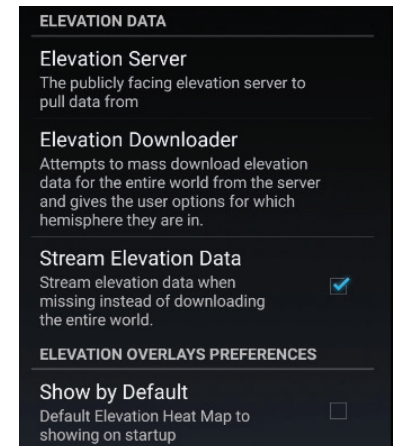 ELEVATION DATA
Elevation Server
The publicly facing elevation server to
pull data from
Elevation Downloader
Attempts to mass download elevation
data for the entire world from the server
and gives the user options for which
hemisphere they are in.
Stream Elevation Data
Stream elevation data when
missing instead of downloading
the entire world.
ELEVATION OVERLAYS PREFERENCES
Show by Default
Default Elevation Heat Map to
showing on startup